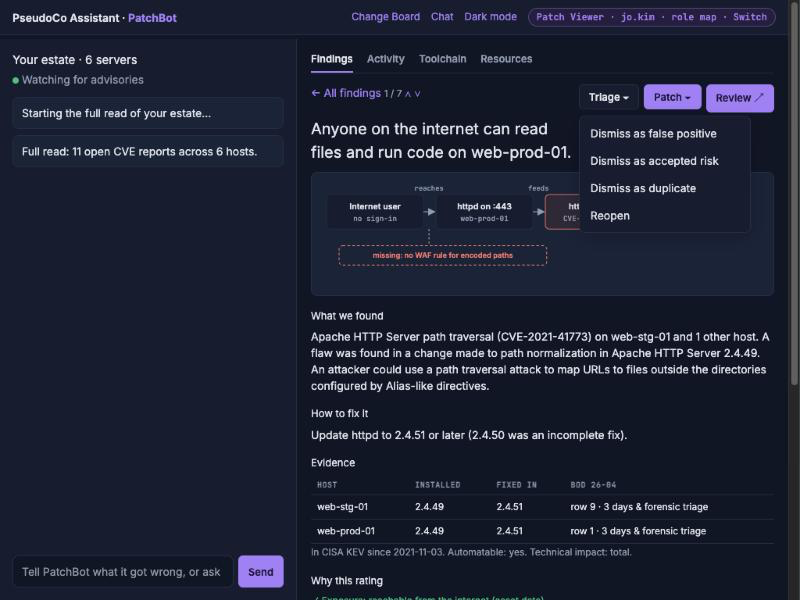 PseudoCo Assistant · PatchBot
Change Board Chat Dark mode Patch Viewer · jo.kim · role map · Switch
Your estate · 6 servers
Watching for advisories
Starting the full read of your estate...
Full read: 11 open CVE reports across 6 hosts.
Tell PatchBot what it got wrong, or ask
Send
Findings Activity Toolchain Resources
← All findings 1 / 7 ∧ ∨
Triage Patch Review ↗
Dismiss as false positive
Dismiss as accepted risk
Dismiss as duplicate
Reopen
Anyone on the internet can read
files and run code on web-prod-01.
reaches feeds
Internet user httpd on :443 htt
no sign-in web-prod-01 CVE-
missing: no WAF rule for encoded paths
What we found
Apache HTTP Server path traversal (CVE-2021-41773) on web-stg-01 and 1 other host. A
flaw was found in a change made to path normalization in Apache HTTP Server 2.4.49.
An attacker could use a path traversal attack to map URLs to files outside the directories
configured by Alias-like directives.
How to fix it
Update httpd to 2.4.51 or later (2.4.50 was an incomplete fix).
Evidence
HOST INSTALLED FIXED IN BOD 26-04
web-stg-01 2.4.49 2.4.51 row 9 · 3 days & forensic triage
web-prod-01 2.4.49 2.4.51 row 1 · 3 days & forensic triage
In CISA KEV since 2021-11-03. Automatable: yes. Technical impact: total.
Why this rating
✓ Exposure: reachable from the internet (asset data)